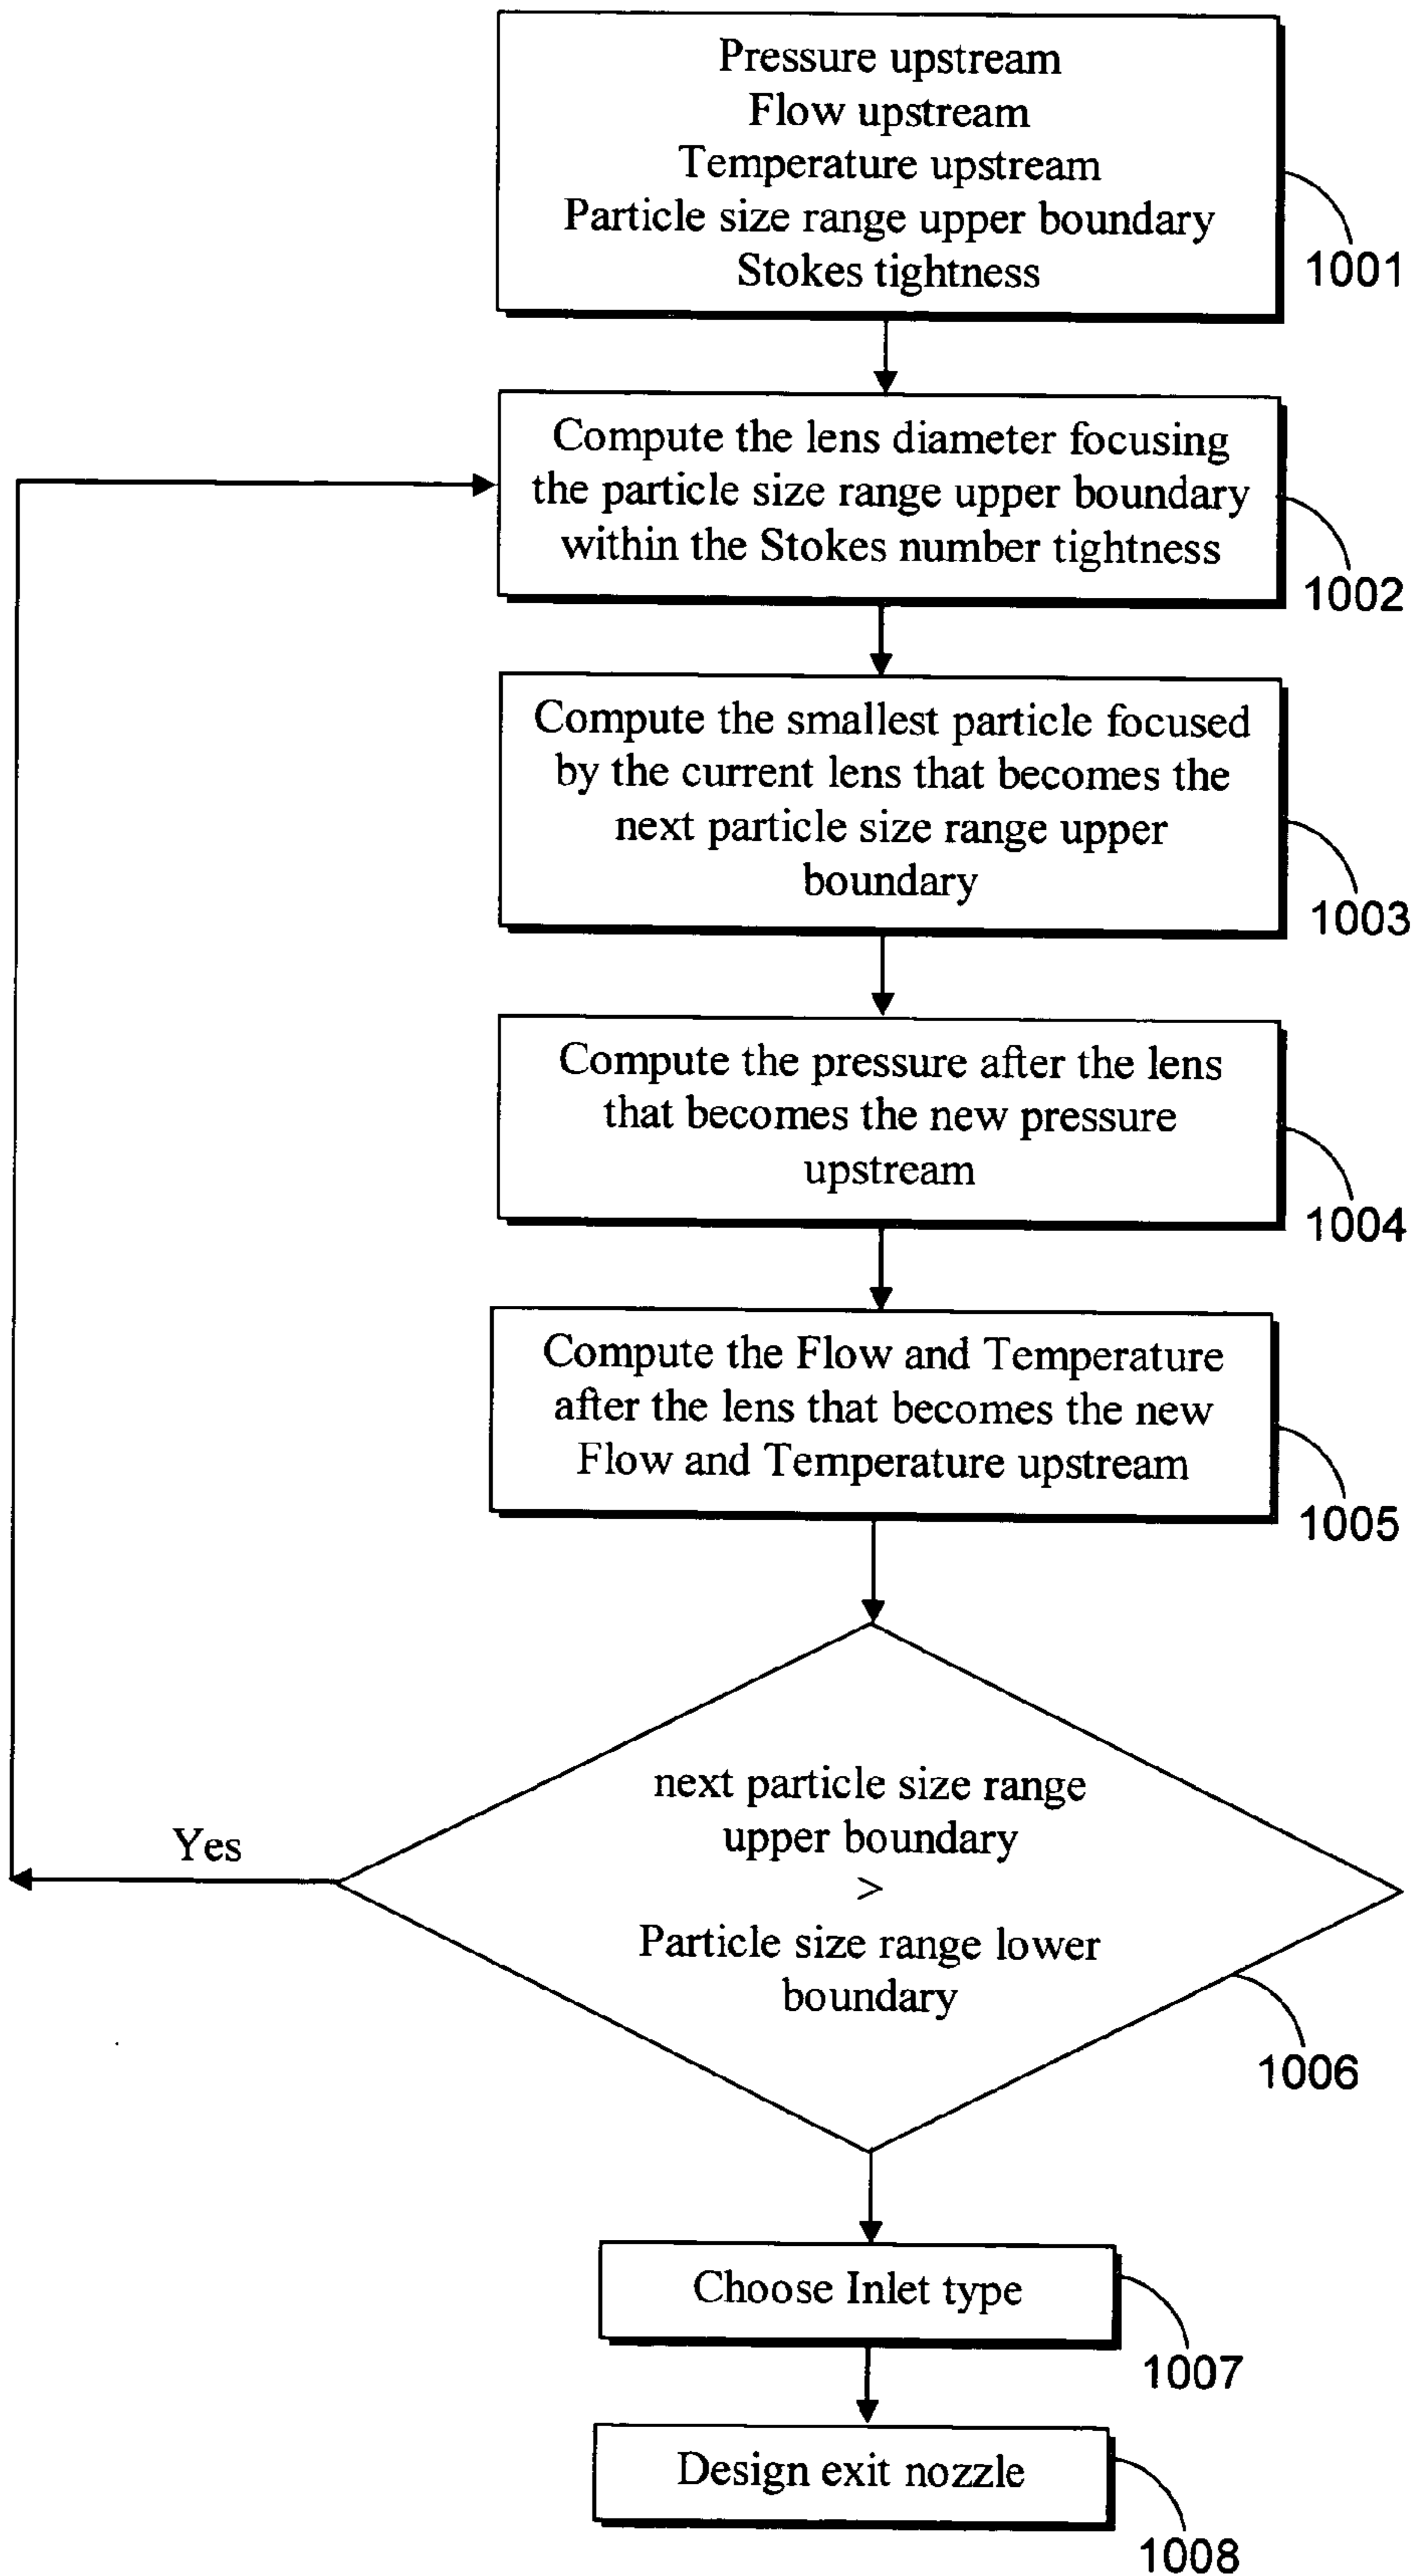 Pressure upstream
Flow upstream
Temperature upstream
Particle size range upper boundary
Stokes tightness
1001
Compute the lens diameter focusing
the particle size range upper boundary
within the Stokes number tightness
1002
Compute the smallest particle focused
by the current lens that becomes the
next particle size range upper
boundary
1003
Compute the pressure after the lens
that becomes the new pressure
upstream
1004
Compute the Flow and Temperature
after the lens that becomes the new
Flow and Temperature upstream
1005
next particle size range
upper boundary
>
Particle size range lower
boundary
Yes
1006
Choose Inlet type
1007
Design exit nozzle
1008